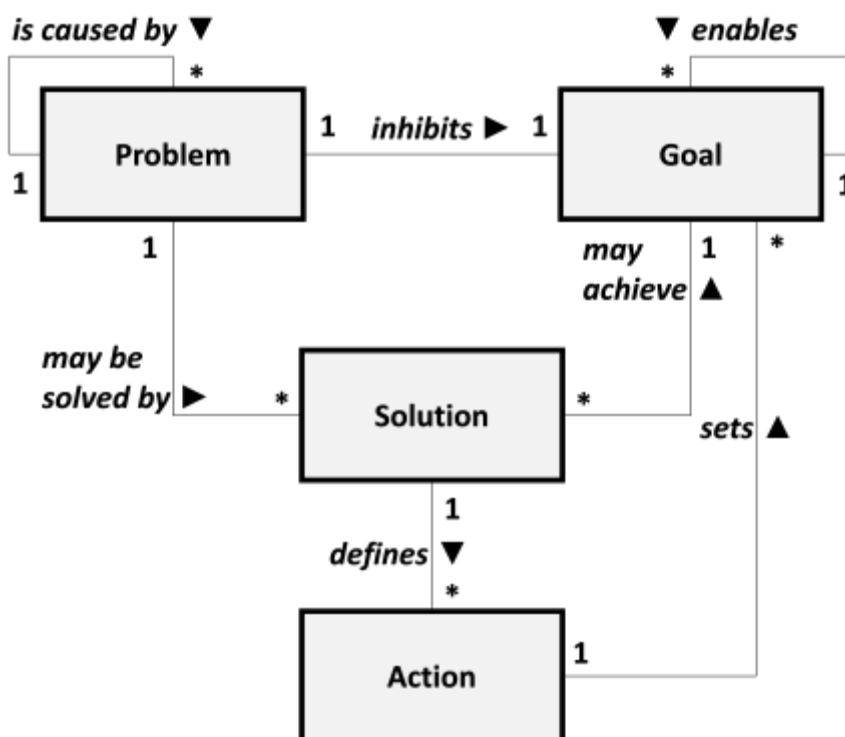 is caused by ▼
▼ enables
*
*
Problem
1
inhibits ►
1
Goal
1
1
1
may
achieve ▲
1
*
may be
solved by ►
*
Solution
*
sets ▲
1
defines ▼
*
Action
1